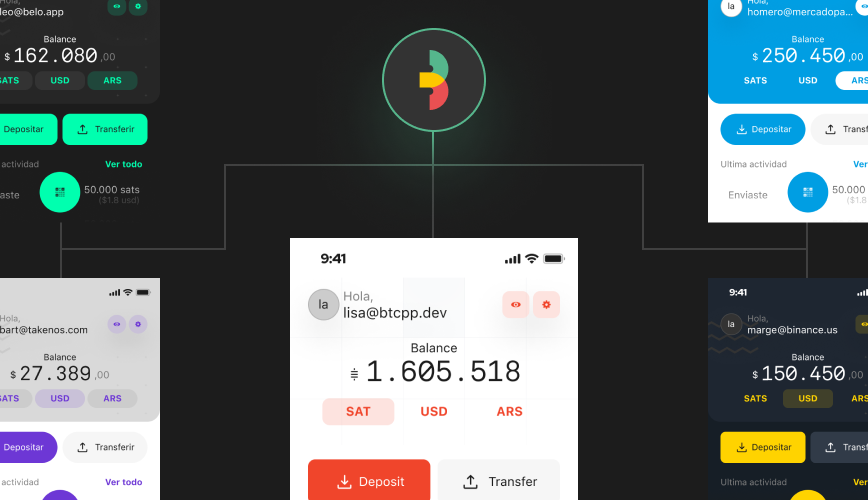 Hola,
leo@belo.app
Balance
$ 162.080,00
SATS USD ARS
Depositar Transferir
actividad Ver todo
50.000 sats
($1.8 usd)
Hola,
la homero@mercadopa...
Balance
$ 250.450,00
SATS USD ARS
Depositar Transf
Ultima actividad Ver
Enviaste 50.000
($1.8
Hola,
bart@takenos.com
Balance
$ 27.389,00
SATS USD ARS
Depositar Transferir
actividad Ver todo
9:41
la Hola,
lisa@btcpp.dev
Balance
1.605.518
SAT USD ARS
Deposit Transfer
9:41
la Hola,
marge@binance.us
Balance
$ 150.450,00
SATS USD ARS
Depositar Transf
Ultima actividad Ver